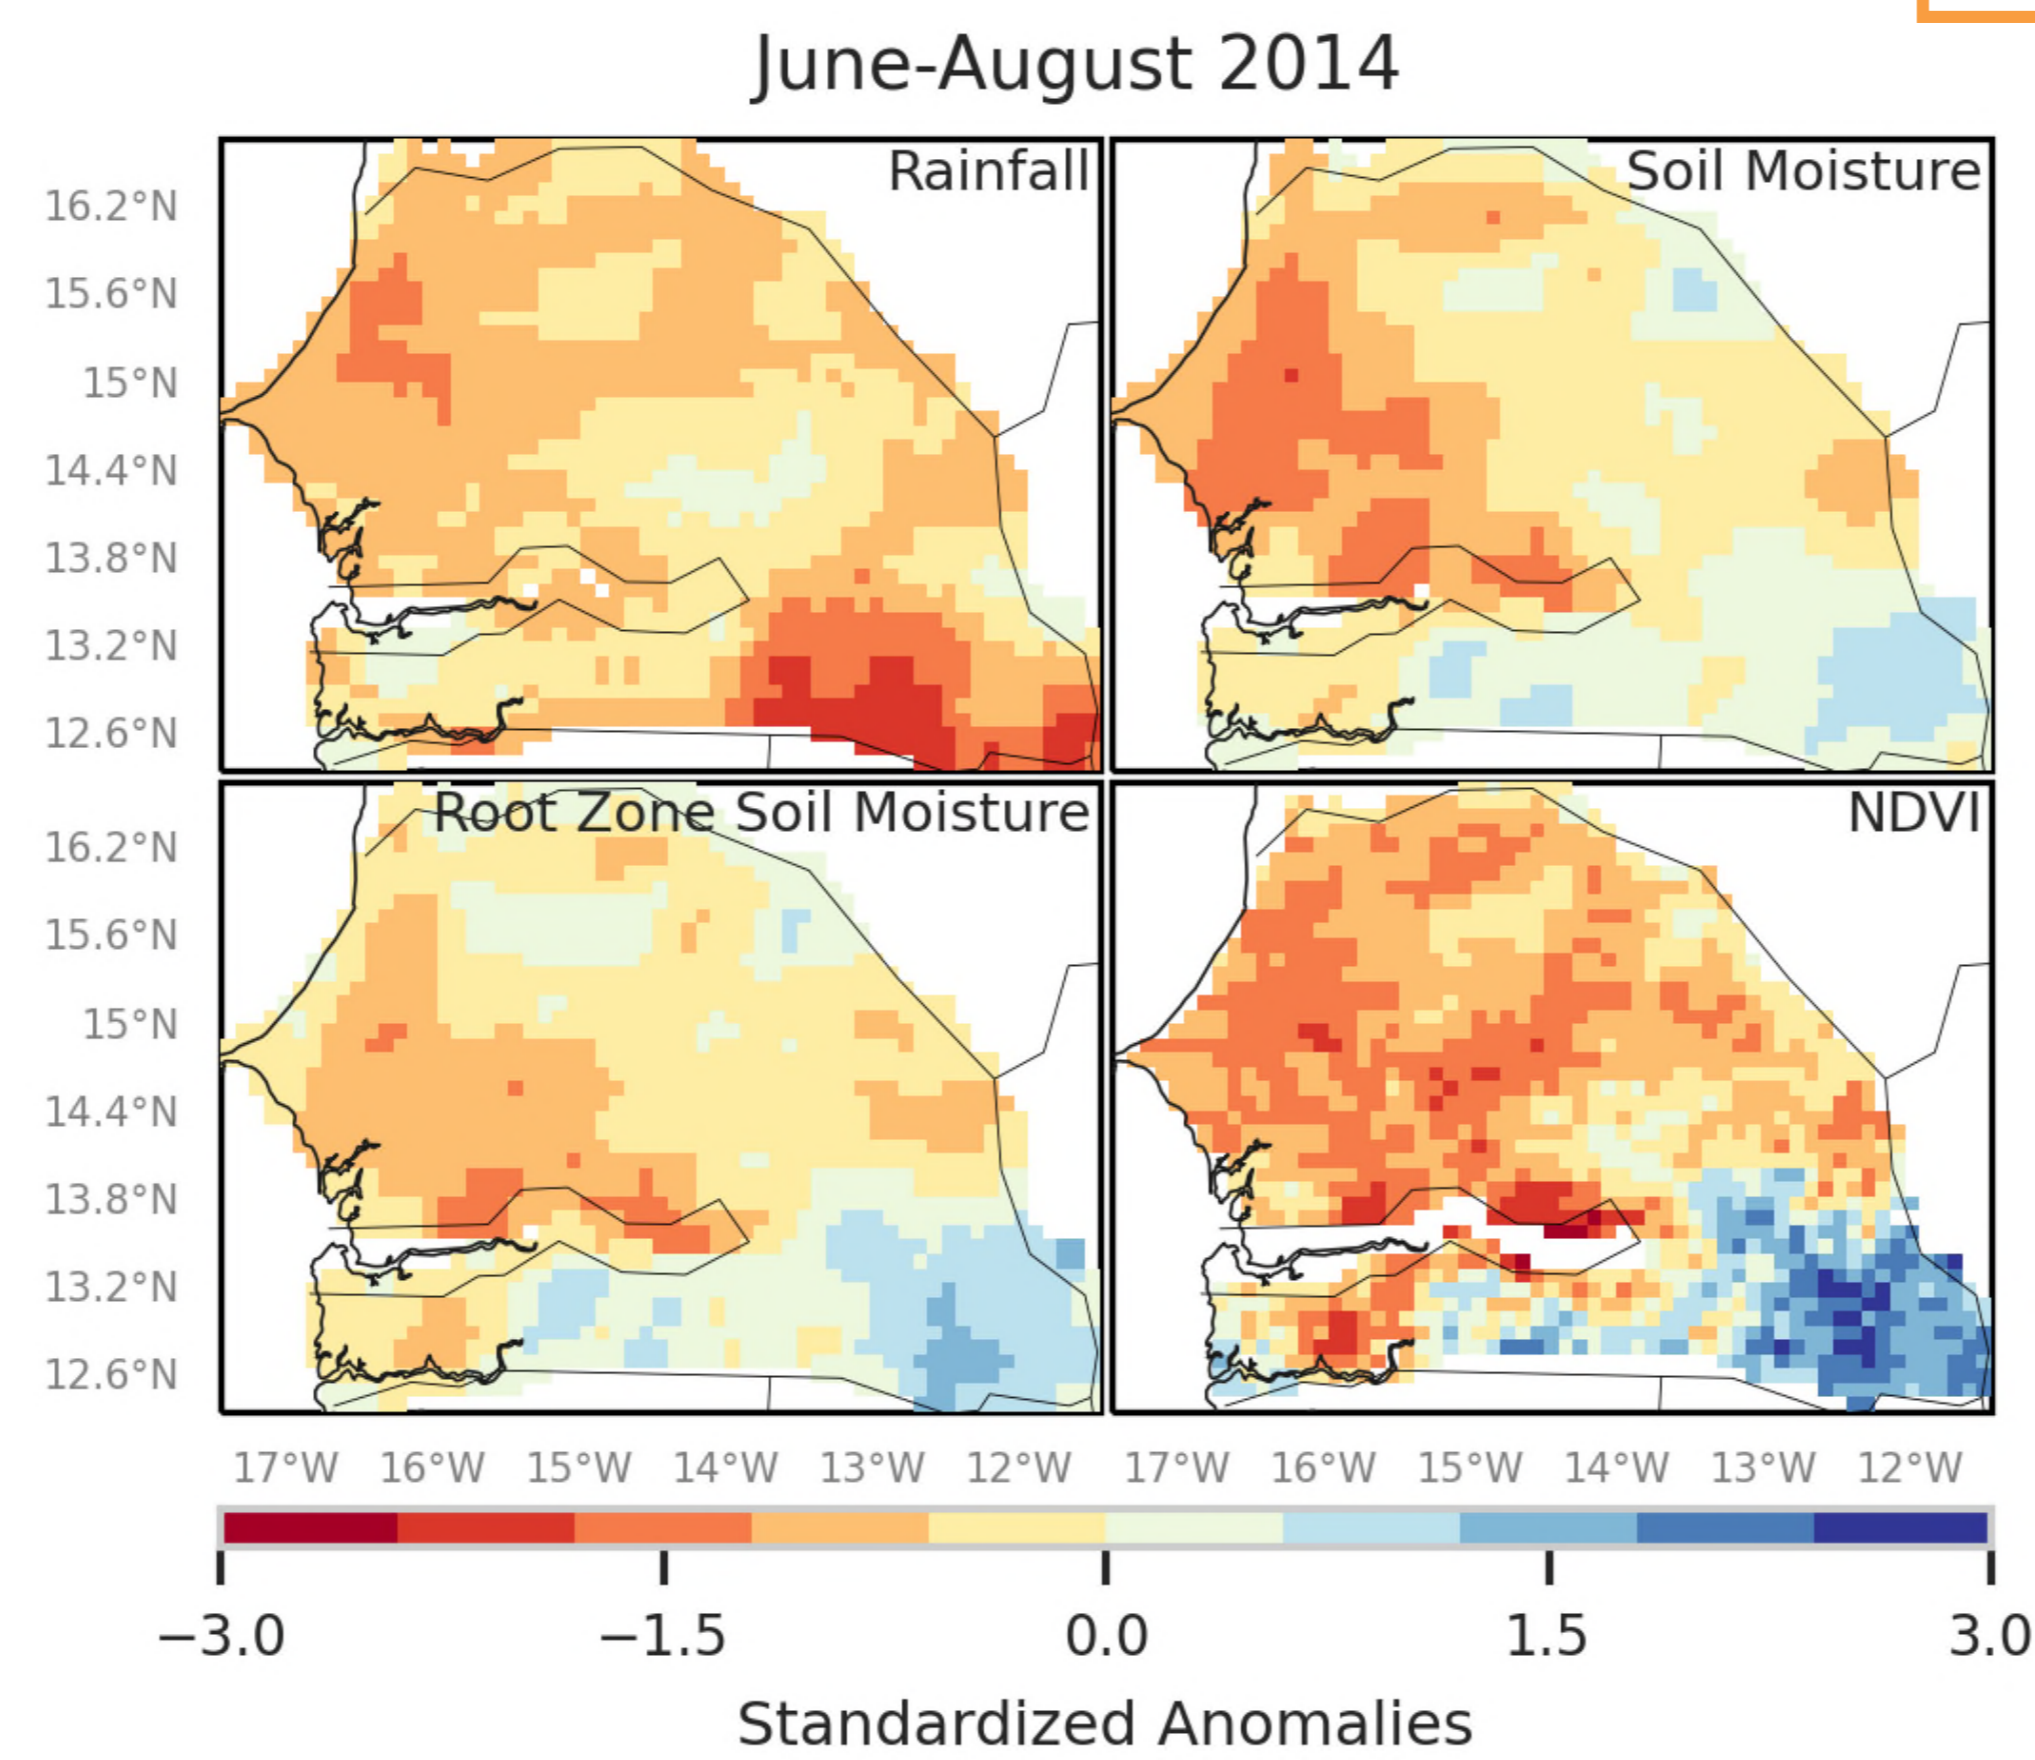 June-August 2014
Rainfall
Soil Moisture
16.2°N
15.6°N
15°N
14.4°N
13.8°N
13.2°N
12.6°N
Root Zone Soil Moisture
NDVI
16.2°N
15.6°N
15°N
14.4°N
13.8°N
13.2°N
12.6°N
17°W 16°W 15°W 14°W 13°W 12°W 17°W 16°W 15°W 14°W 13°W 12°W
−3.0 −1.5 0.0 1.5 3.0
Standardized Anomalies